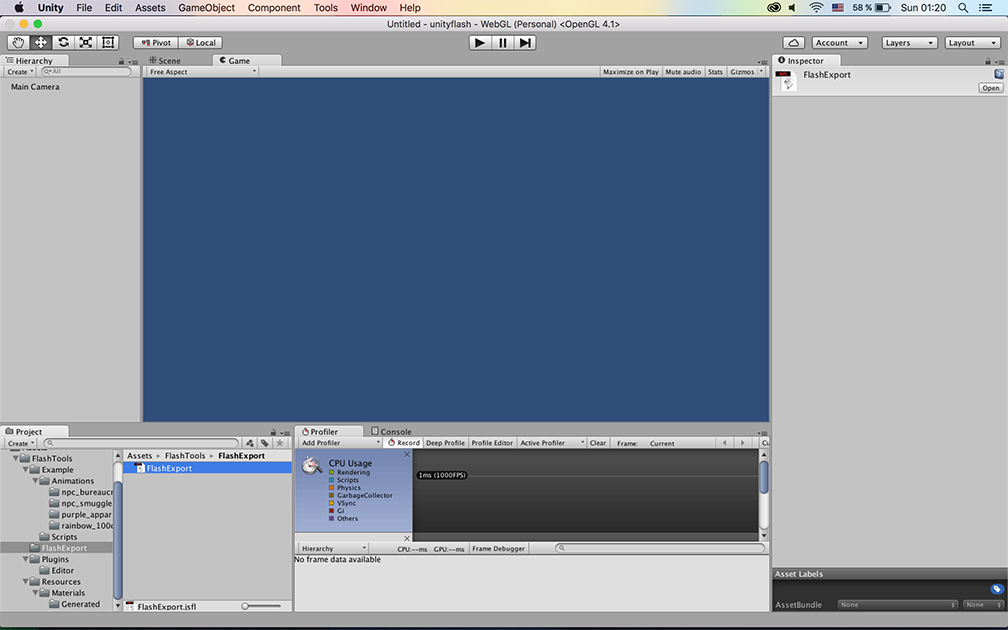 Unity File Edit Assets GameObject Component Tools Window Help 58 % Sun 01:20
Untitled - unityflash - WebGL (Personal) <OpenGL 4.1>
Pivot Local Account Layers Layout
Hierarchy
Create All
Main Camera
Scene Game
Free Aspect Maximize on Play Mute audio Stats Gizmos
Inspector
FlashExport
Open
Project
Create
FlashTools
Example
Animations
npc_bureaucr
npc_smuggle
purple_appar
rainbow_100
Scripts
FlashExport
Plugins
Editor
Resources
Materials
Generated
Assets FlashTools FlashExport
FlashExport
FlashExport.jsfl
Profiler Console
Add Profiler Record Deep Profile Profile Editor Active Profiler Clear Frame: Current
CPU Usage
Rendering
Scripts
Physics
GarbageCollector
VSync
Gi
Others
1ms (1000FPS)
Hierarchy CPU:--ms GPU:--ms Frame Debugger
No frame data available
Asset Labels
AssetBundle None None